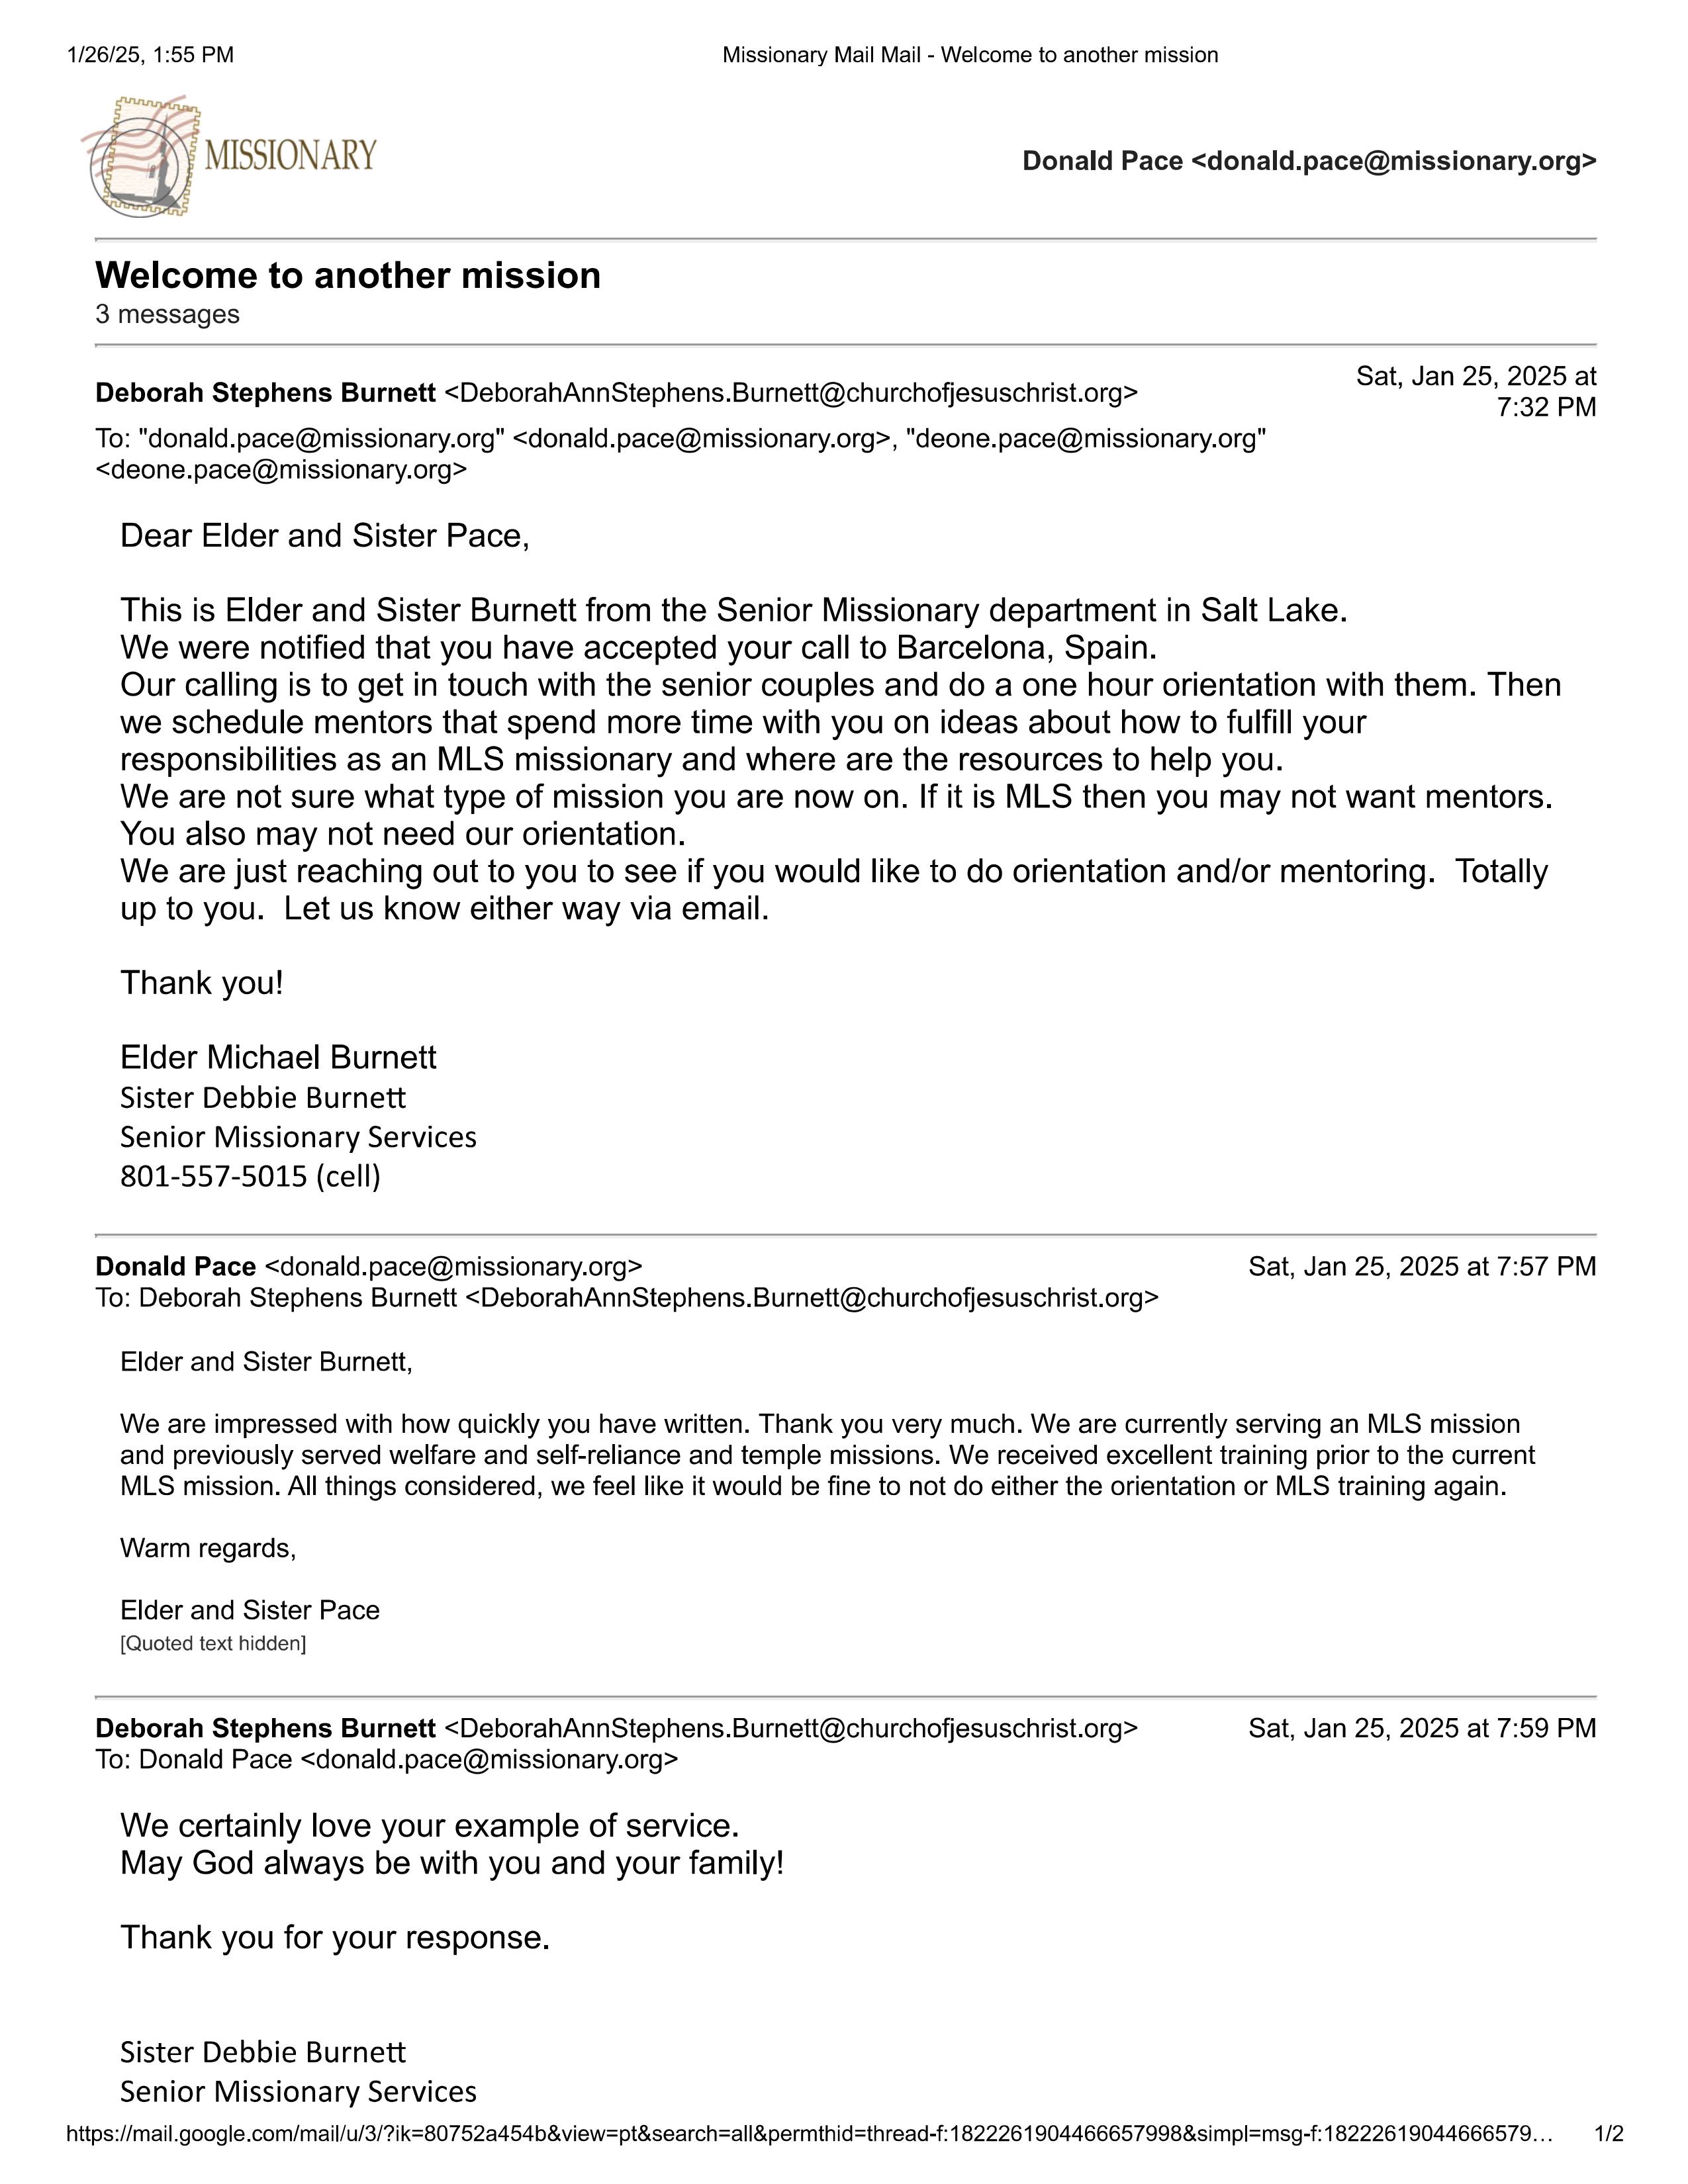 1/26/25, 1:55 PM
Missionary Mail Mail - Welcome to another mission
MISSIONARY
Donald Pace <donald.pace@missionary.org>
Welcome to another mission
3 messages
Deborah Stephens Burnett <DeborahAnnStephens.Burnett@churchofjesuschrist.org>
Sat, Jan 25, 2025 at
7:32 PM
To: "donald.pace@missionary.org" <donald.pace@missionary.org>, "deone.pace@missionary.org"
<deone.pace@missionary.org>
Dear Elder and Sister Pace,
This is Elder and Sister Burnett from the Senior Missionary department in Salt Lake.
We were notified that you have accepted your call to Barcelona, Spain.
Our calling is to get in touch with the senior couples and do a one hour orientation with them. Then
we schedule mentors that spend more time with you on ideas about how to fulfill your
responsibilities as an MLS missionary and where are the resources to help you.
We are not sure what type of mission you are now on. If it is MLS then you may not want mentors.
You also may not need our orientation.
We are just reaching out to you to see if you would like to do orientation and/or mentoring.  Totally
up to you.  Let us know either way via email.
Thank you!
Elder Michael Burnett
Sister Debbie Burnett
Senior Missionary Services
801-557-5015 (cell)
Donald Pace <donald.pace@missionary.org>
Sat, Jan 25, 2025 at 7:57 PM
To: Deborah Stephens Burnett <DeborahAnnStephens.Burnett@churchofjesuschrist.org>
Elder and Sister Burnett,
We are impressed with how quickly you have written. Thank you very much. We are currently serving an MLS mission
and previously served welfare and self-reliance and temple missions. We received excellent training prior to the current
MLS mission. All things considered, we feel like it would be fine to not do either the orientation or MLS training again.
Warm regards,
Elder and Sister Pace
[Quoted text hidden]
Deborah Stephens Burnett <DeborahAnnStephens.Burnett@churchofjesuschrist.org>
Sat, Jan 25, 2025 at 7:59 PM
To: Donald Pace <donald.pace@missionary.org>
We certainly love your example of service.
May God always be with you and your family!
Thank you for your response.
Sister Debbie Burnett
Senior Missionary Services
https://mail.google.com/mail/u/3/?ik=80752a454b&view=pt&search=all&permthid=thread-f:1822261904466657998&simpl=msg-f:18222619044666579…
1/2